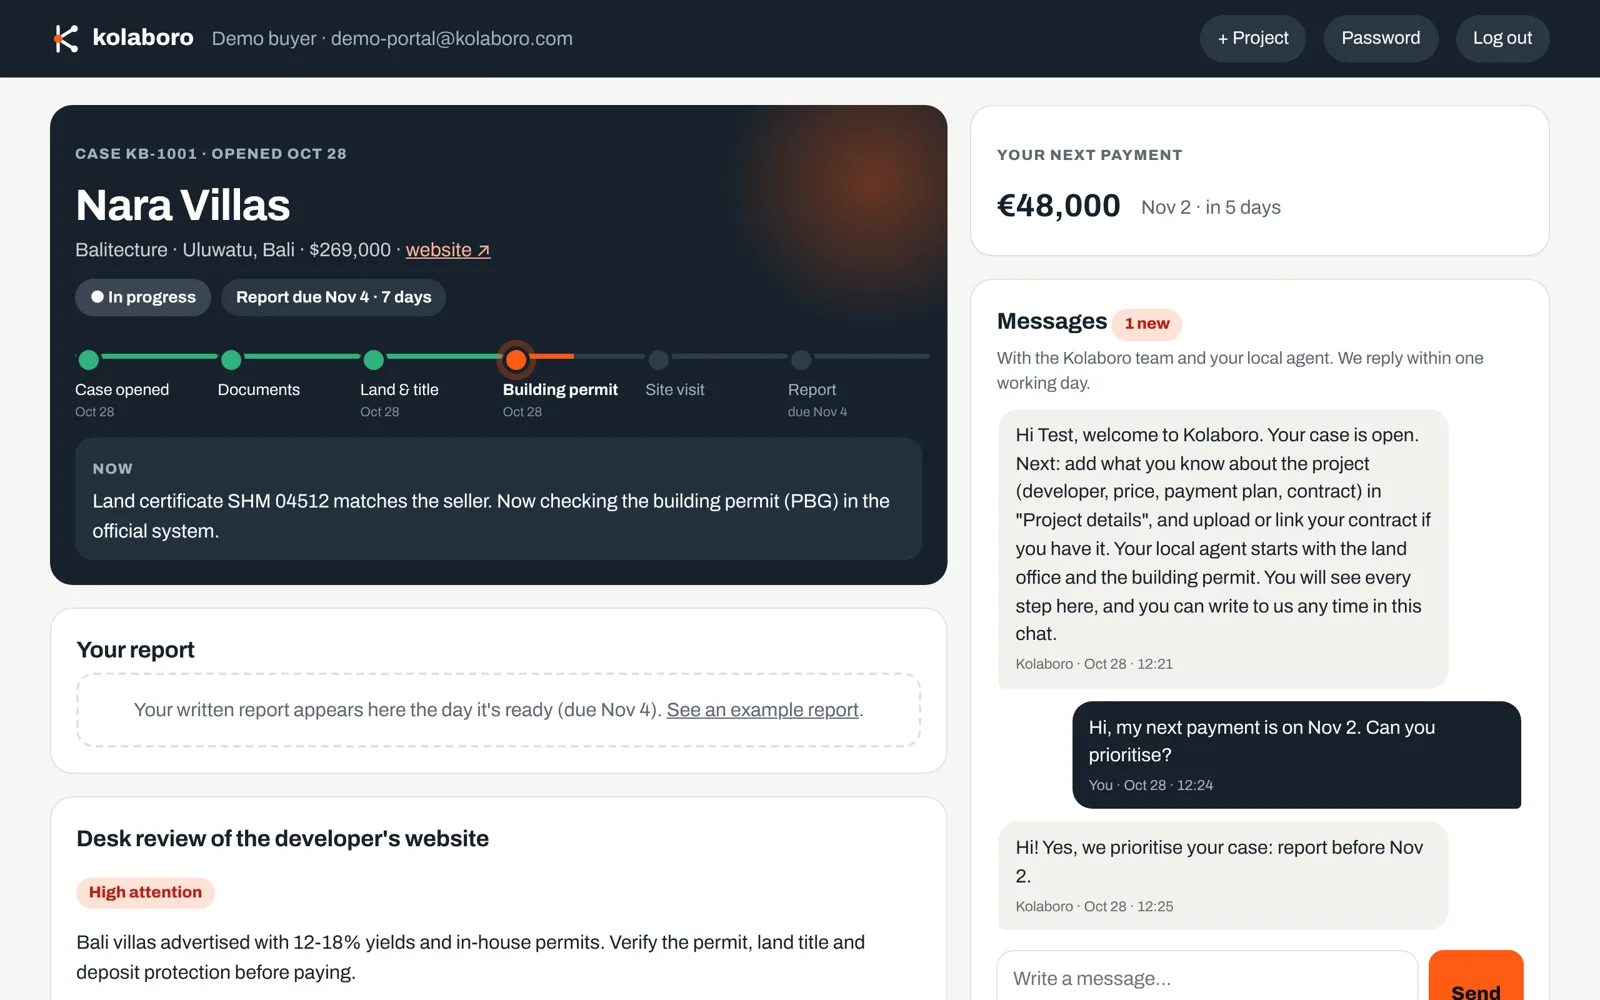 kolaboro
Demo buyer · demo-portal@kolaboro.com
+ Project
Password
Log out
CASE KB-1001 · OPENED OCT 28
Nara Villas
Balitecture · Uluwatu, Bali · $269,000 · website ↗
In progress
Report due Nov 4 · 7 days
Case opened
Oct 28
Documents
Land & title
Oct 28
Building permit
Oct 28
Site visit
Report
due Nov 4
NOW
Land certificate SHM 04512 matches the seller. Now checking the building permit (PBG) in the
official system.
Your report
Your written report appears here the day it's ready (due Nov 4). See an example report.
Desk review of the developer's website
High attention
Bali villas advertised with 12-18% yields and in-house permits. Verify the permit, land title and
deposit protection before paying.
YOUR NEXT PAYMENT
€48,000
Nov 2 · in 5 days
Messages
1 new
With the Kolaboro team and your local agent. We reply within one
working day.
Hi Test, welcome to Kolaboro. Your case is open.
Next: add what you know about the project
(developer, price, payment plan, contract) in
"Project details", and upload or link your contract if
you have it. Your local agent starts with the land
office and the building permit. You will see every
step here, and you can write to us any time in this
chat.
Kolaboro · Oct 28 · 12:21
Hi, my next payment is on Nov 2. Can you
prioritise?
You · Oct 28 · 12:24
Hi! Yes, we prioritise your case: report before Nov
2.
Kolaboro · Oct 28 · 12:25
Write a message...
Send